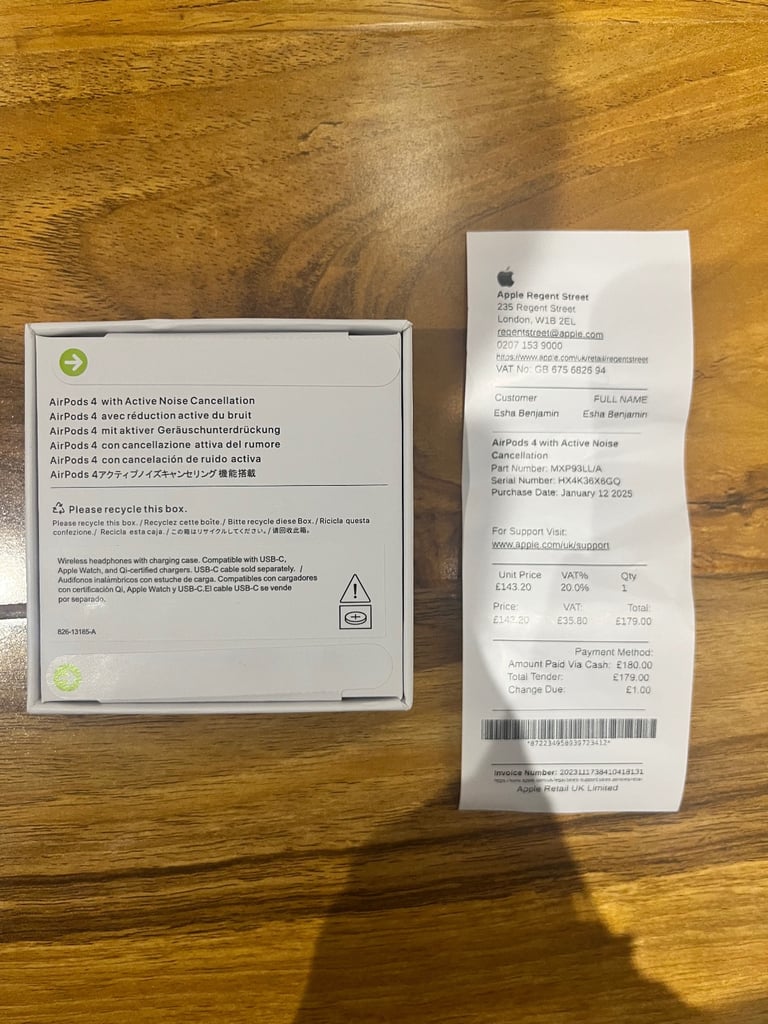 AirPods 4 with Active Noise Cancellation
AirPods 4 avec réduction active du bruit
AirPods 4 mit aktiver Geräuschunterdrückung
AirPods 4 con cancellazione attiva del rumore
AirPods 4 con cancelación de ruido activa
AirPods 4アクティブノイズキャンセリング機能搭載
Please recycle this box.
Please recycle this box. / Recyclez cette boîte. / Bitte recycle diese Box. / Ricicla questa
confezione. / Recicla esta caja. / この箱はリサイクルしてください。/ 请回收此箱。
Wireless headphones with charging case. Compatible with USB-C,
Apple Watch, and Qi-certified chargers. USB-C cable sold separately. /
Audífonos inalámbricos con estuche de carga. Compatibles con cargadores
con certificación Qi, Apple Watch y USB-C. El cable USB-C se vende
por separado.
826-13185-A
Apple Regent Street
235 Regent Street
London, W1B 2EL
regentstreet@apple.com
0207 153 9000
https://www.apple.com/uk/retail/regentstreet
VAT No: GB 675 6826 94
Customer FULL NAME
Esha Benjamin Esha Benjamin
AirPods 4 with Active Noise
Cancellation
Part Number: MXP93LL/A
Serial Number: HX4K36X6GQ
Purchase Date: January 12 2025
For Support Visit:
www.apple.com/uk/support
Unit Price VAT% Qty
£143.20 20.0% 1
Price: VAT: Total:
£143.20 £35.80 £179.00
Payment Method:
Amount Paid Via Cash: £180.00
Total Tender: £179.00
Change Due: £1.00
*872234958939723412*
Invoice Number: 2023111738410418131
Apple Retail UK Limited